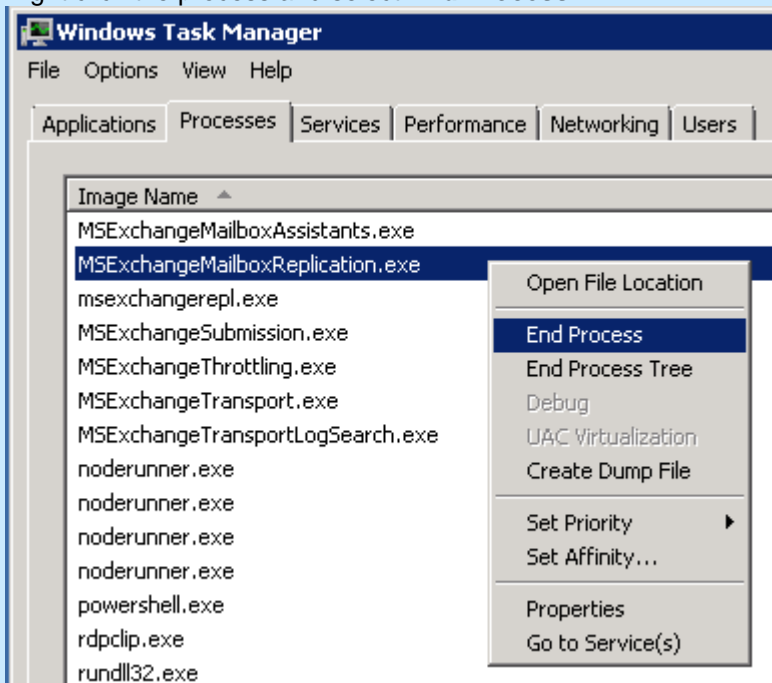 Windows Task Manager
File Options View Help
Applications Processes Services Performance Networking Users
Image Name
MSExchangeMailboxAssistants.exe
MSExchangeMailboxReplication.exe
msexchangerepl.exe
MSExchangeSubmission.exe
MSExchangeThrottling.exe
MSExchangeTransport.exe
MSExchangeTransportLogSearch.exe
noderunner.exe
noderunner.exe
noderunner.exe
noderunner.exe
powershell.exe
rdpclip.exe
rundll32.exe
Open File Location
End Process
End Process Tree
Debug
UAC Virtualization
Create Dump File
Set Priority
Set Affinity...
Properties
Go to Service(s)